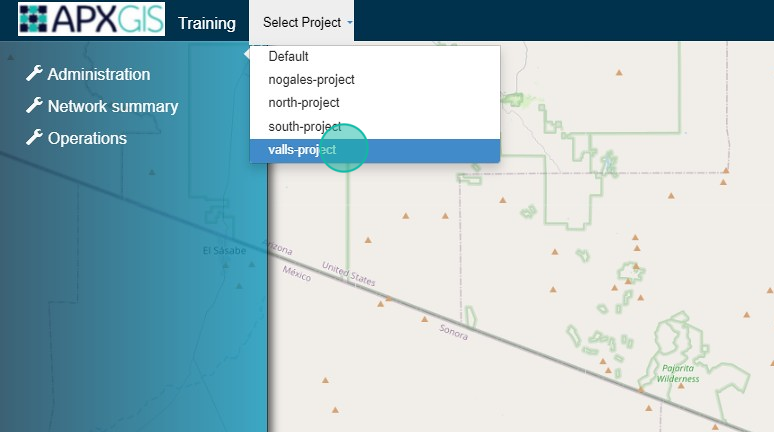 APXGIS
Training
Select Project
Default
nogales-project
north-project
south-project
valls-project
Administration
Network summary
Operations
El Sásabe
Arizona
United States
México
Sonora
Pajarita
Wilderness